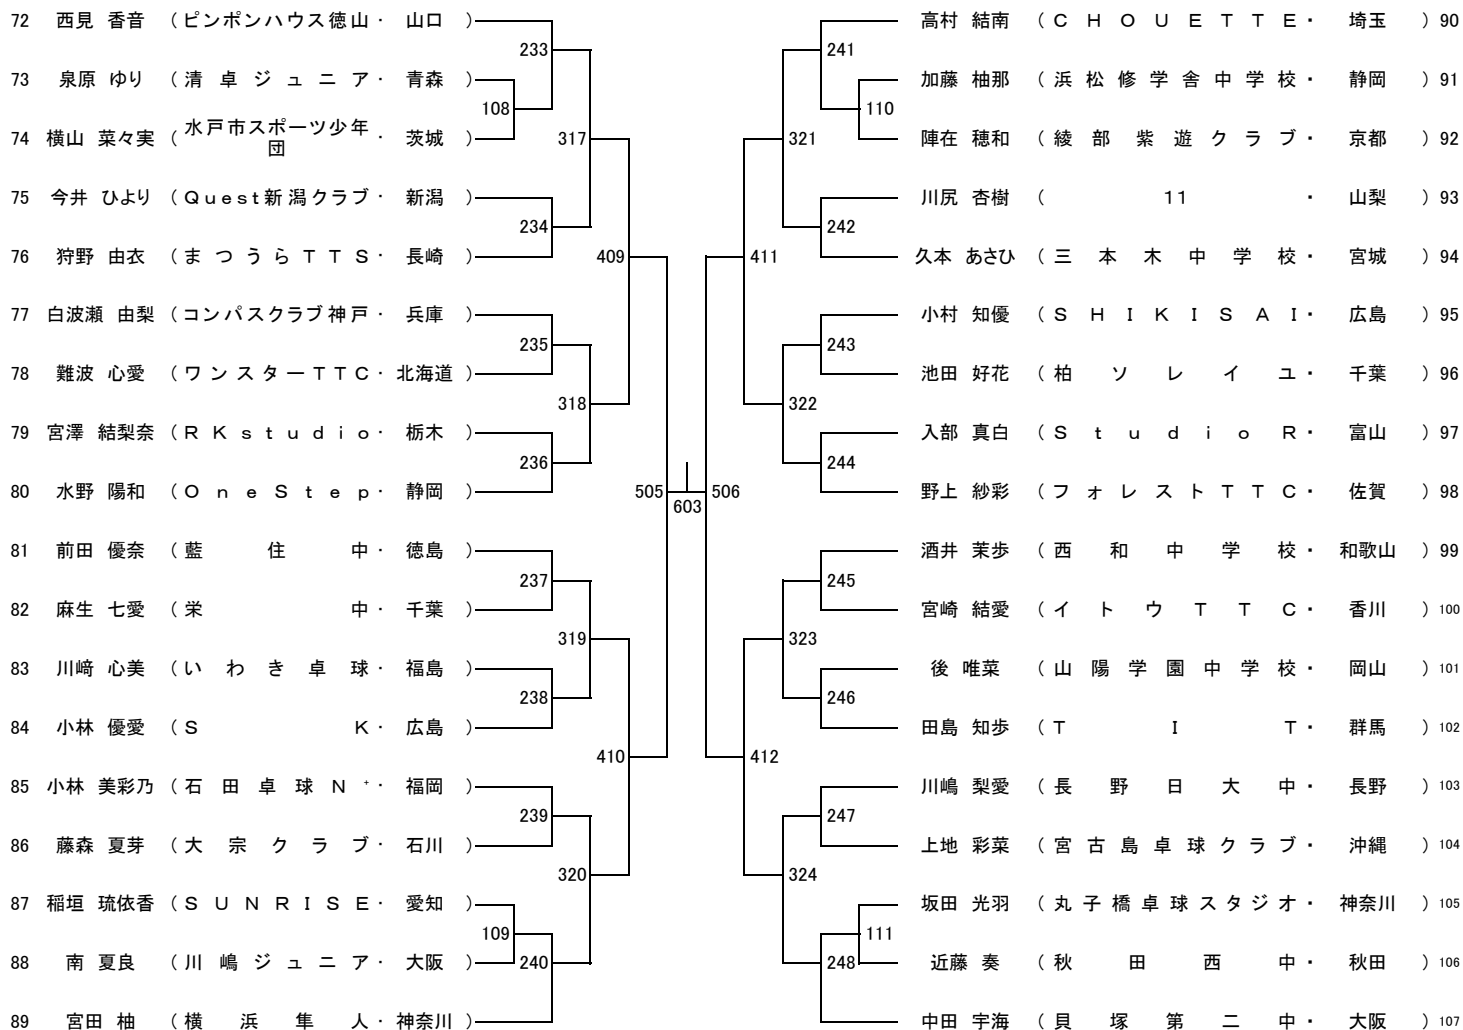 72 西見 香音 (ピンポンハウス徳山・ 山口 )
73 泉原 ゆり (清卓ジュニア・ 青森 )
74 横山 菜々実 (水戸市スポーツ少年団・ 茨城 )
75 今井 ひより (Quest新潟クラブ・ 新潟 )
76 狩野 由衣 (まつうらTTS・ 長崎 )
77 白波瀬 由梨 (コンパスクラブ神戸・ 兵庫 )
78 難波 心愛 (ワンスターTTC・ 北海道 )
79 宮澤 結梨奈 (RKstudio・ 栃木 )
80 水野 陽和 (OneStep・ 静岡 )
81 前田 優奈 (藍住中・ 徳島 )
82 麻生 七愛 (栄中・ 千葉 )
83 川﨑 心美 (いわき卓球・ 福島 )
84 小林 優愛 (SK・ 広島 )
85 小林 美彩乃 (石田卓球N⁺・ 福岡 )
86 藤森 夏芽 (大宗クラブ・ 石川 )
87 稲垣 琉依香 (SUNRISE・ 愛知 )
88 南 夏良 (川嶋ジュニア・ 大阪 )
89 宮田 柚 (横浜隼人・ 神奈川 )
233
108
317
234
409
235
318
236
505
237
319
238
410
239
320
109
240
603
506
241
110
321
242
411
243
322
244
245
323
246
412
247
324
111
248
高村 結南 (CHOUETTE・ 埼玉 ) 90
加藤 柚那 (浜松修学舎中学校・ 静岡 ) 91
陣在 穂和 (綾部紫遊クラブ・ 京都 ) 92
川尻 杏樹 (11・ 山梨 ) 93
久本 あさひ (三本木中学校・ 宮城 ) 94
小村 知優 (SHIKISAI・ 広島 ) 95
池田 好花 (柏ソレイユ・ 千葉 ) 96
入部 真白 (StudioR・ 富山 ) 97
野上 紗彩 (フォレストTTC・ 佐賀 ) 98
酒井 茉歩 (西和中学校・ 和歌山 ) 99
宮崎 結愛 (イトウTTC・ 香川 ) 100
後 唯菜 (山陽学園中学校・ 岡山 ) 101
田島 知歩 (TIT・ 群馬 ) 102
川嶋 梨愛 (長野日大中・ 長野 ) 103
上地 彩菜 (宮古島卓球クラブ・ 沖縄 ) 104
坂田 光羽 (丸子橋卓球スタジオ・ 神奈川 ) 105
近藤 奏 (秋田西中・ 秋田 ) 106
中田 宇海 (貝塚第二中・ 大阪 ) 107